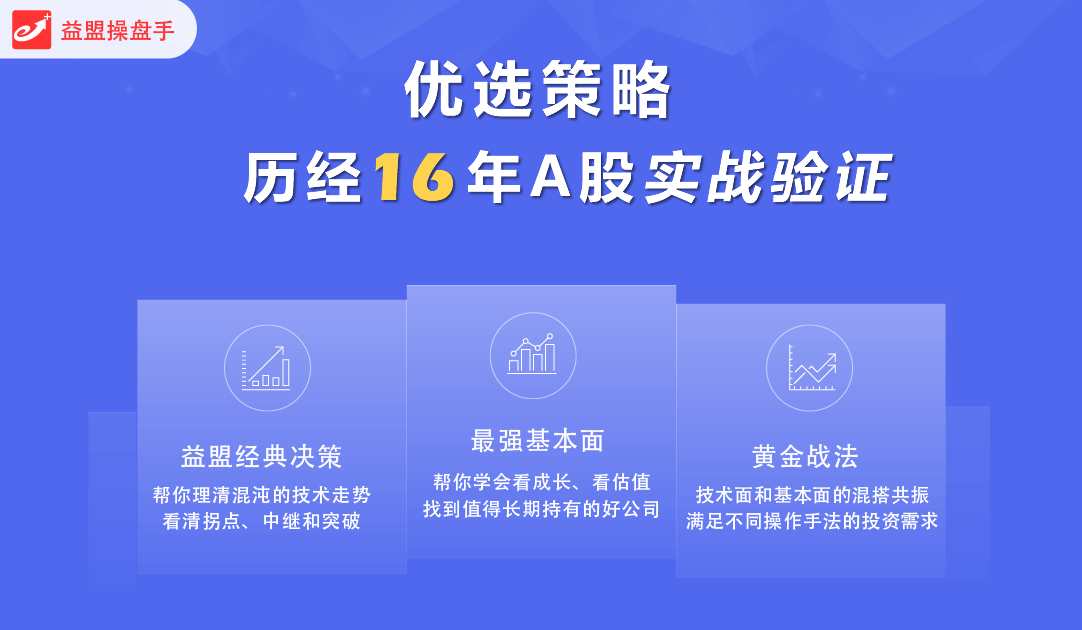 益盟操盘手
优选策略
历经16年A股实战验证
益盟经典决策
帮你理清混沌的技术走势
看清拐点、中继和突破
最强基本面
帮你学会看成长、看估值
找到值得长期持有的好公司
黄金战法
技术面和基本面的混搭共振
满足不同操作手法的投资需求